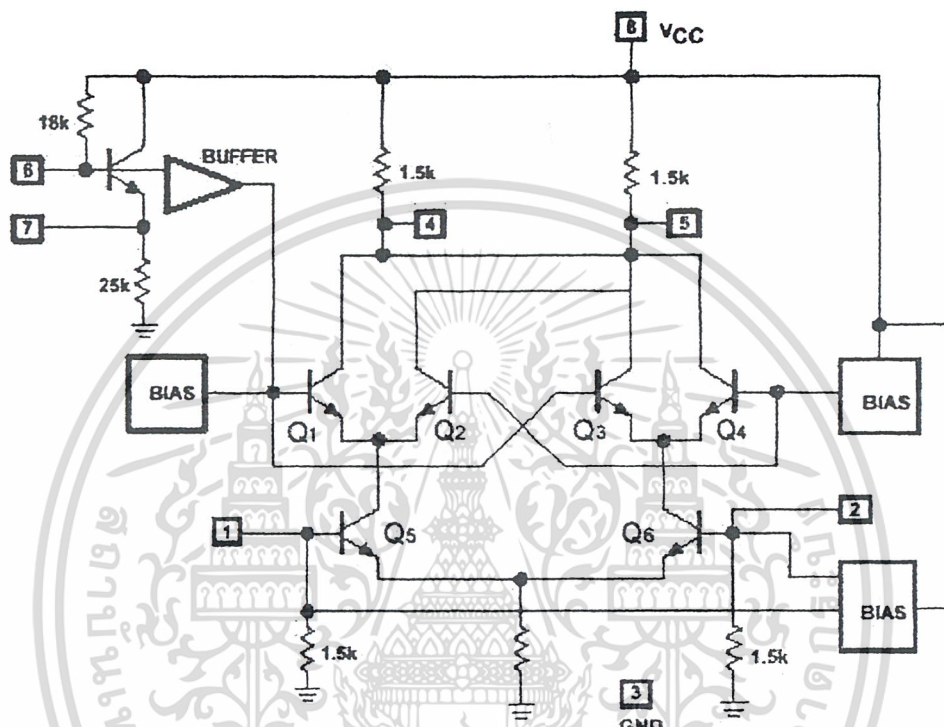 8 VCC
18k
6
BUFFER
1.5k
1.5k
7
4
5
25k
BIAS
BIAS
Q1
Q2
Q3
Q4
1
Q5
Q6
2
BIAS
1.5k
1.5k
3
GND